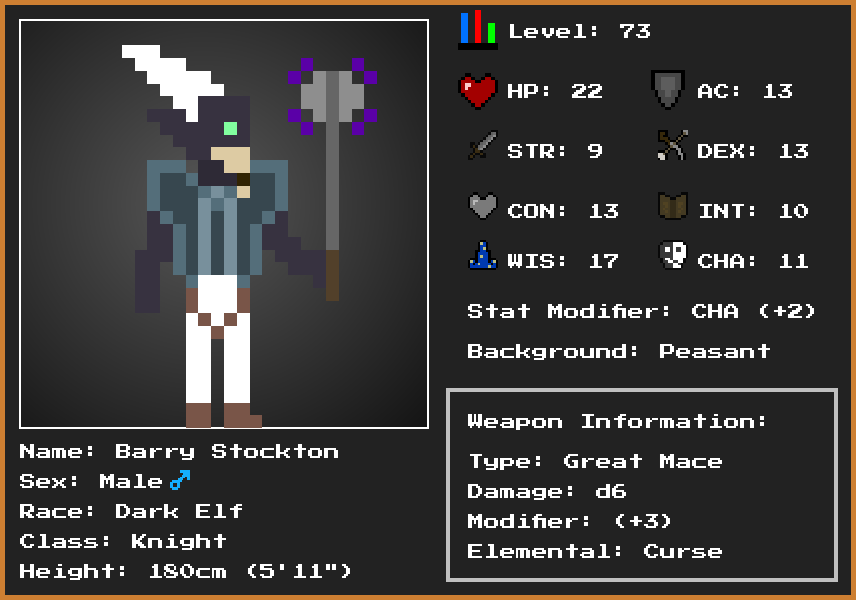 Level: 73
HP: 22
AC: 13
STR: 9
DEX: 13
CON: 13
INT: 10
WIS: 17
CHA: 11
Stat Modifier: CHA (+2)
Background: Peasant
Weapon Information:
Type: Great Mace
Damage: d6
Modifier: (+3)
Elemental: Curse
Name: Barry Stockton
Sex: Male♂
Race: Dark Elf
Class: Knight
Height: 180cm (5'11")